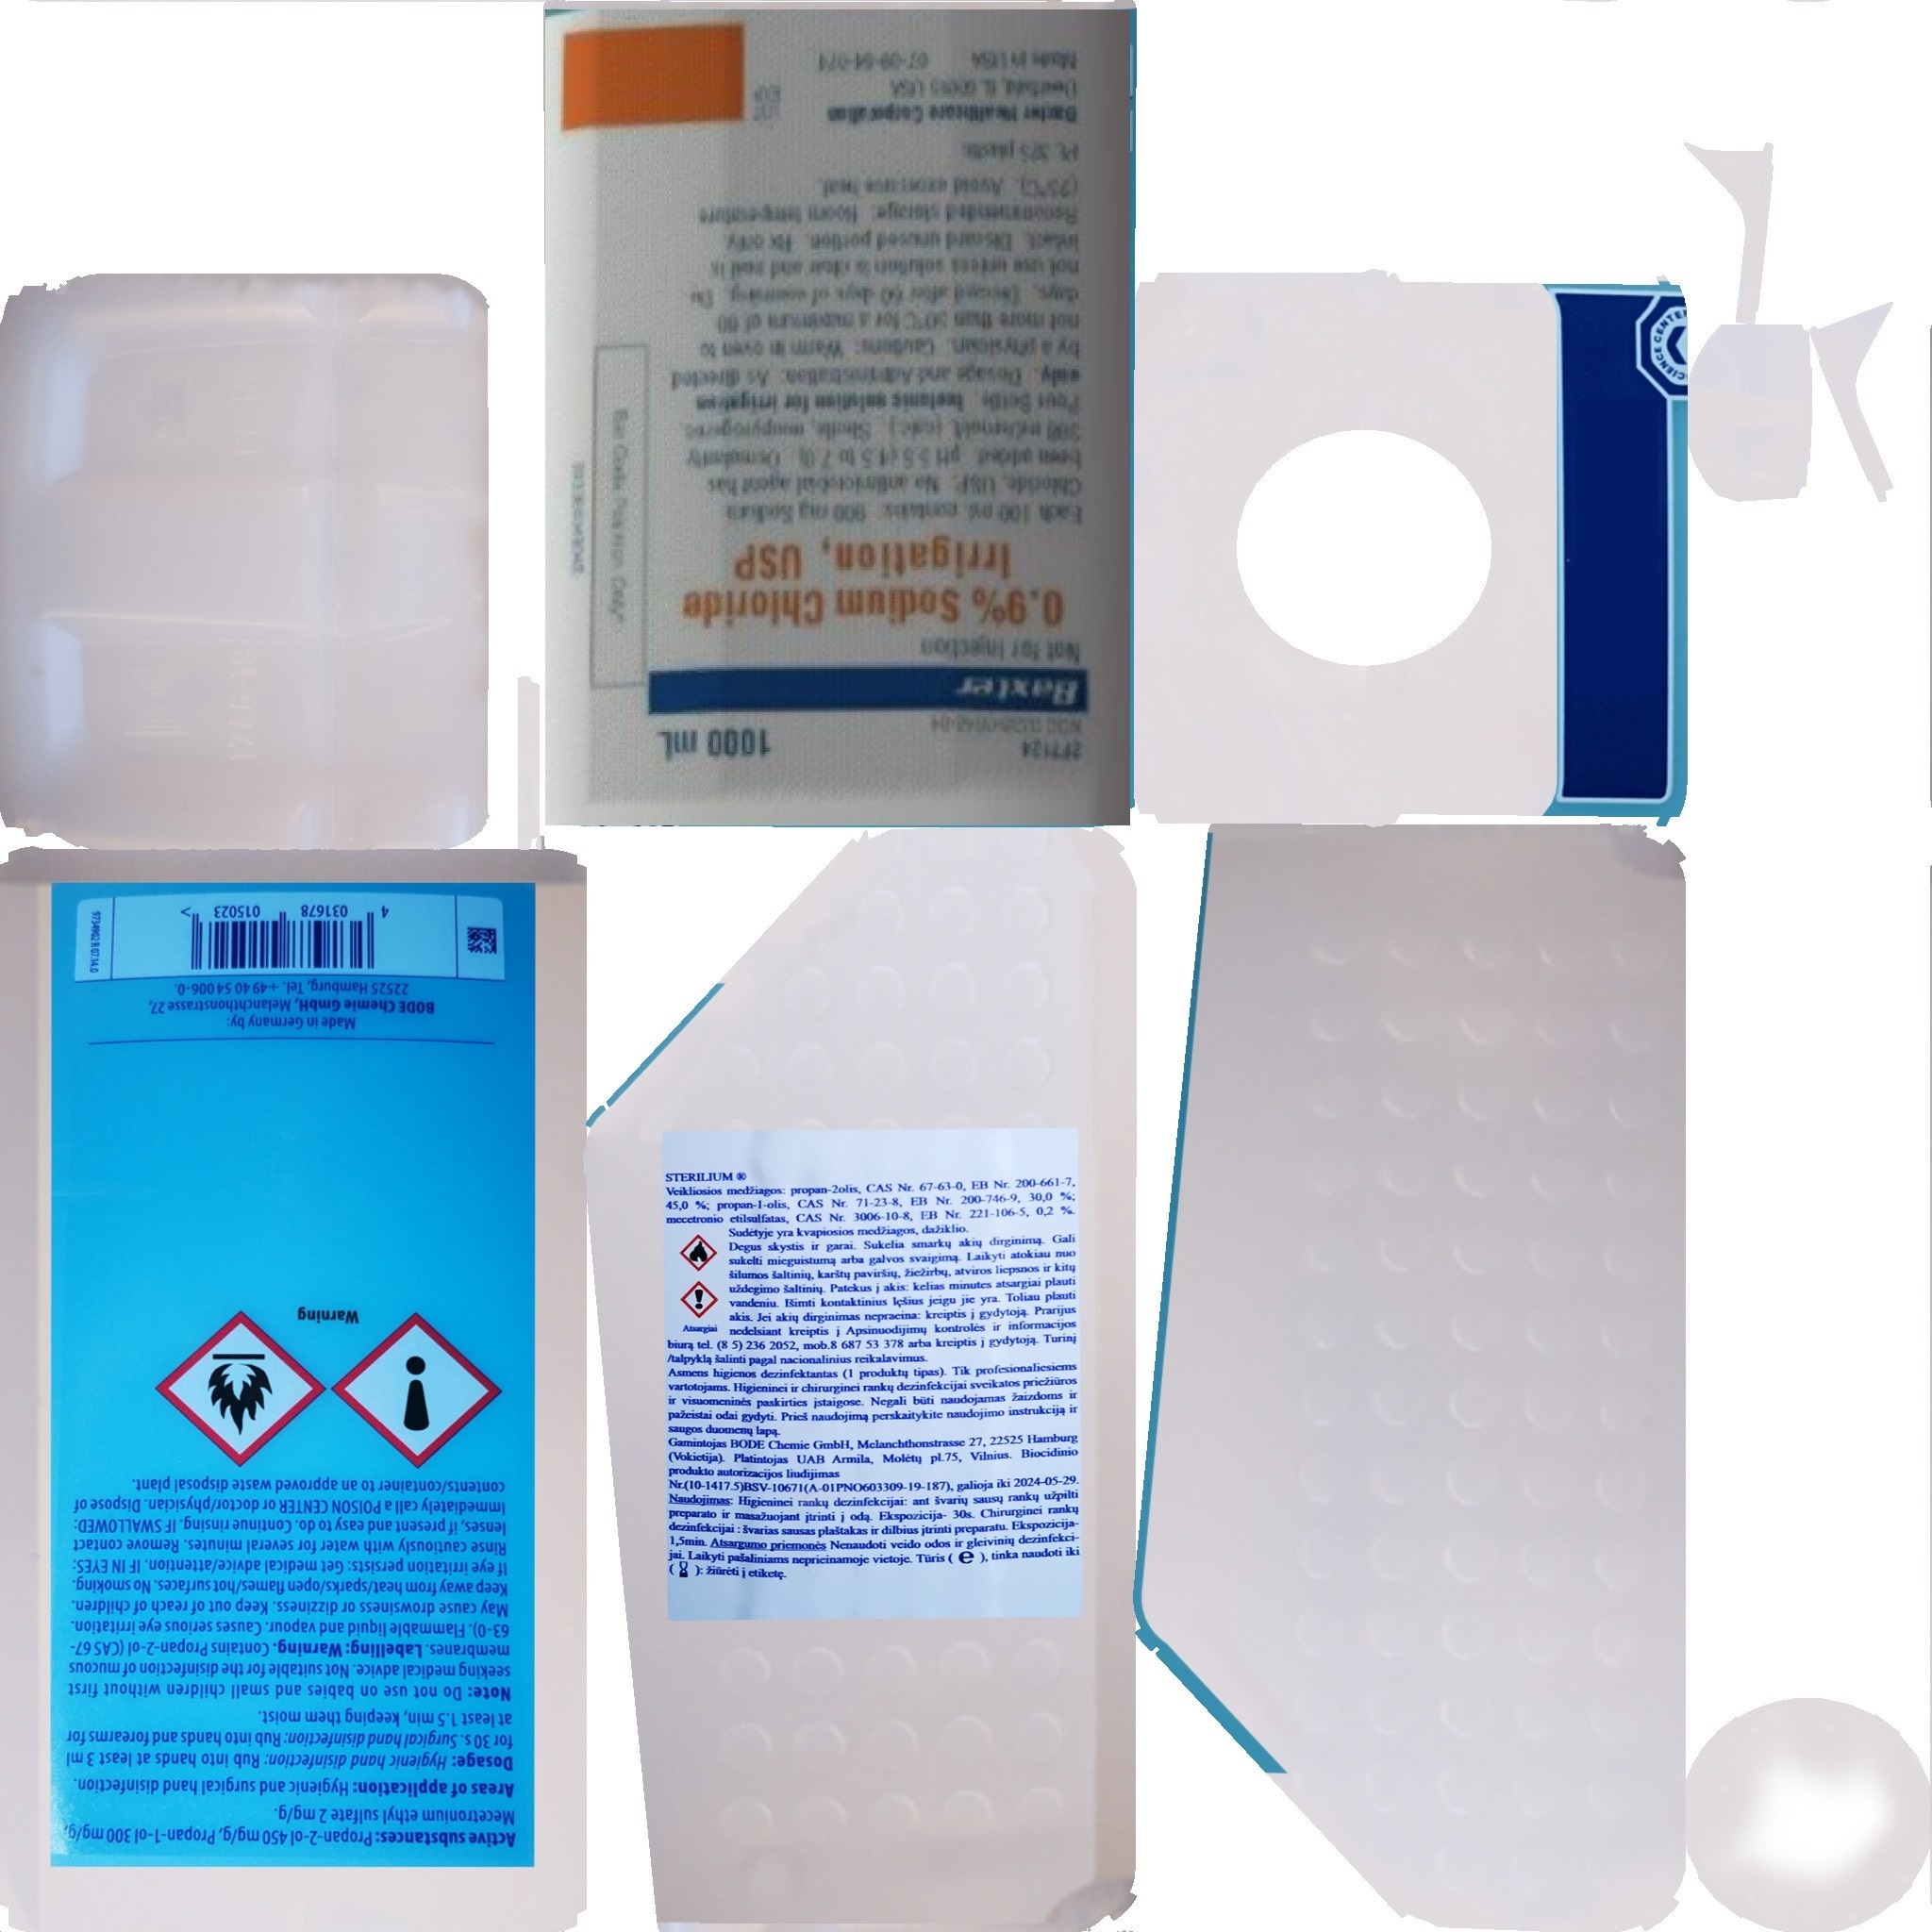 2F7124
1000 mL
Baxter
Not for Injection
0.9% Sodium Chloride
Irrigation, USP
Each 100 mL contains: 900 mg Sodium
Chloride, USP. No antimicrobial agent has
been added. pH 5.5 (4.5 to 7.0) Osmolarity
308 mOsmol/L (calc.) Sterile, nonpyrogenic.
Pour Bottle. Isotonic solution for irrigation
only. Dosage and Administration: As directed
by a physician. Cautions: Warm in oven to
not more than 50°C for a maximum of 60
days. Discard after 60 days of warming. Do
not use unless solution is clear and seal is
intact. Discard unused portion. Rx only.
Recommended storage: Room temperature
(25°C). Avoid excessive heat.
PL 325 plastic
Baxter Healthcare Corporation
Deerfield, IL 60015 USA
Made in USA 07-09-04-074
LOT
EXP
Bar Code Position Only
SCIENCE CENTER
Active substances: Propan-2-ol 450 mg/g, Propan-1-ol 300 mg/g,
Mecetronium ethyl sulfate 2 mg/g.
Areas of application: Hygienic and surgical hand disinfection.
Dosage: Hygienic hand disinfection: Rub into hands at least 3 ml
for 30 s. Surgical hand disinfection: Rub into hands and forearms for
at least 1.5 min, keeping them moist.
Note: Do not use on babies and small children without first
seeking medical advice. Not suitable for the disinfection of mucous
membranes. Labelling: Warning. Contains Propan-2-ol (CAS 67-
63-0). Flammable liquid and vapour. Causes serious eye irritation.
May cause drowsiness or dizziness. Keep out of reach of children.
Keep away from heat/sparks/open flames/hot surfaces. No smoking.
If eye irritation persists: Get medical advice/attention. IF IN EYES:
Rinse cautiously with water for several minutes. Remove contact
lenses, if present and easy to do. Continue rinsing. IF SWALLOWED:
Immediately call a POISON CENTER or doctor/physician. Dispose of
contents/container to an approved waste disposal plant.
Warning
Made in Germany by:
BODE Chemie GmbH, Melanchthonstrasse 27,
22525 Hamburg, Tel. +49 40 54 006-0.
4 031678 015023 >
STERILIUM ®
Veikliosios medžiagos: propan-2olis, CAS Nr. 67-63-0, EB Nr. 200-661-7,
45,0 %; propan-1-olis, CAS Nr. 71-23-8, EB Nr. 200-746-9, 30,0 %;
mecetronio etilsulfatas, CAS Nr. 3006-10-8, EB Nr. 221-106-5, 0,2 %.
Sudėtyje yra kvapiosios medžiagos, dažiklio.
Degus skystis ir garai. Sukelia smarkų akių dirginimą. Gali
sukelti mieguistumą arba galvos svaigimą. Laikyti atokiau nuo
šilumos šaltinių, karštų paviršių, žiežirbų, atviros liepsnos ir kitų
uždegimo šaltinių. Patekus į akis: kelias minutes atsargiai plauti
vandeniu. Išimti kontaktinius lęšius jeigu jie yra. Toliau plauti
akis. Jei akių dirginimas nepraeina: kreiptis į gydytoją. Prarijus
Atsargiai nedelsiant kreiptis į Apsinuodijimų kontrolės ir informacijos
biurą tel. (8 5) 236 2052, mob.8 687 53 378 arba kreiptis į gydytoją. Turinį
/talpyklą šalinti pagal nacionalinius reikalavimus.
Asmens higienos dezinfektantas (1 produktų tipas). Tik profesionaliesiems
vartotojams. Higieninei ir chirurginei rankų dezinfekcijai sveikatos priežiūros
ir visuomeninės paskirties įstaigose. Negali būti naudojamas žaizdoms ir
pažeistai odai gydyti. Prieš naudojimą perskaitykite naudojimo instrukciją ir
saugos duomenų lapą.
Gamintojas BODE Chemie GmbH, Melanchthonstrasse 27, 22525 Hamburg
(Vokietija). Platintojas UAB Armila, Molėtų pl.75, Vilnius. Biocidinio
produkto autorizacijos liudijimas
Nr.(10-1417.5)BSV-10671(A-01PNO603309-19-187), galioja iki 2024-05-29.
Naudojimas: Higieninei rankų dezinfekcijai: ant švarių sausų rankų užpilti
preparato ir masažuojant įtrinti į odą. Ekspozicija- 30s. Chirurginei rankų
dezinfekcijai : švarias sausas plaštakas ir dilbius įtrinti preparatu. Ekspozicija-
1,5min. Atsargumo priemonės Nenaudoti veido odos ir gleivinių dezinfekci-
jai. Laikyti pašaliniams neprieinamoje vietoje. Tūris ( e ), tinka naudoti iki
( ): žiūrėti į etiketę.